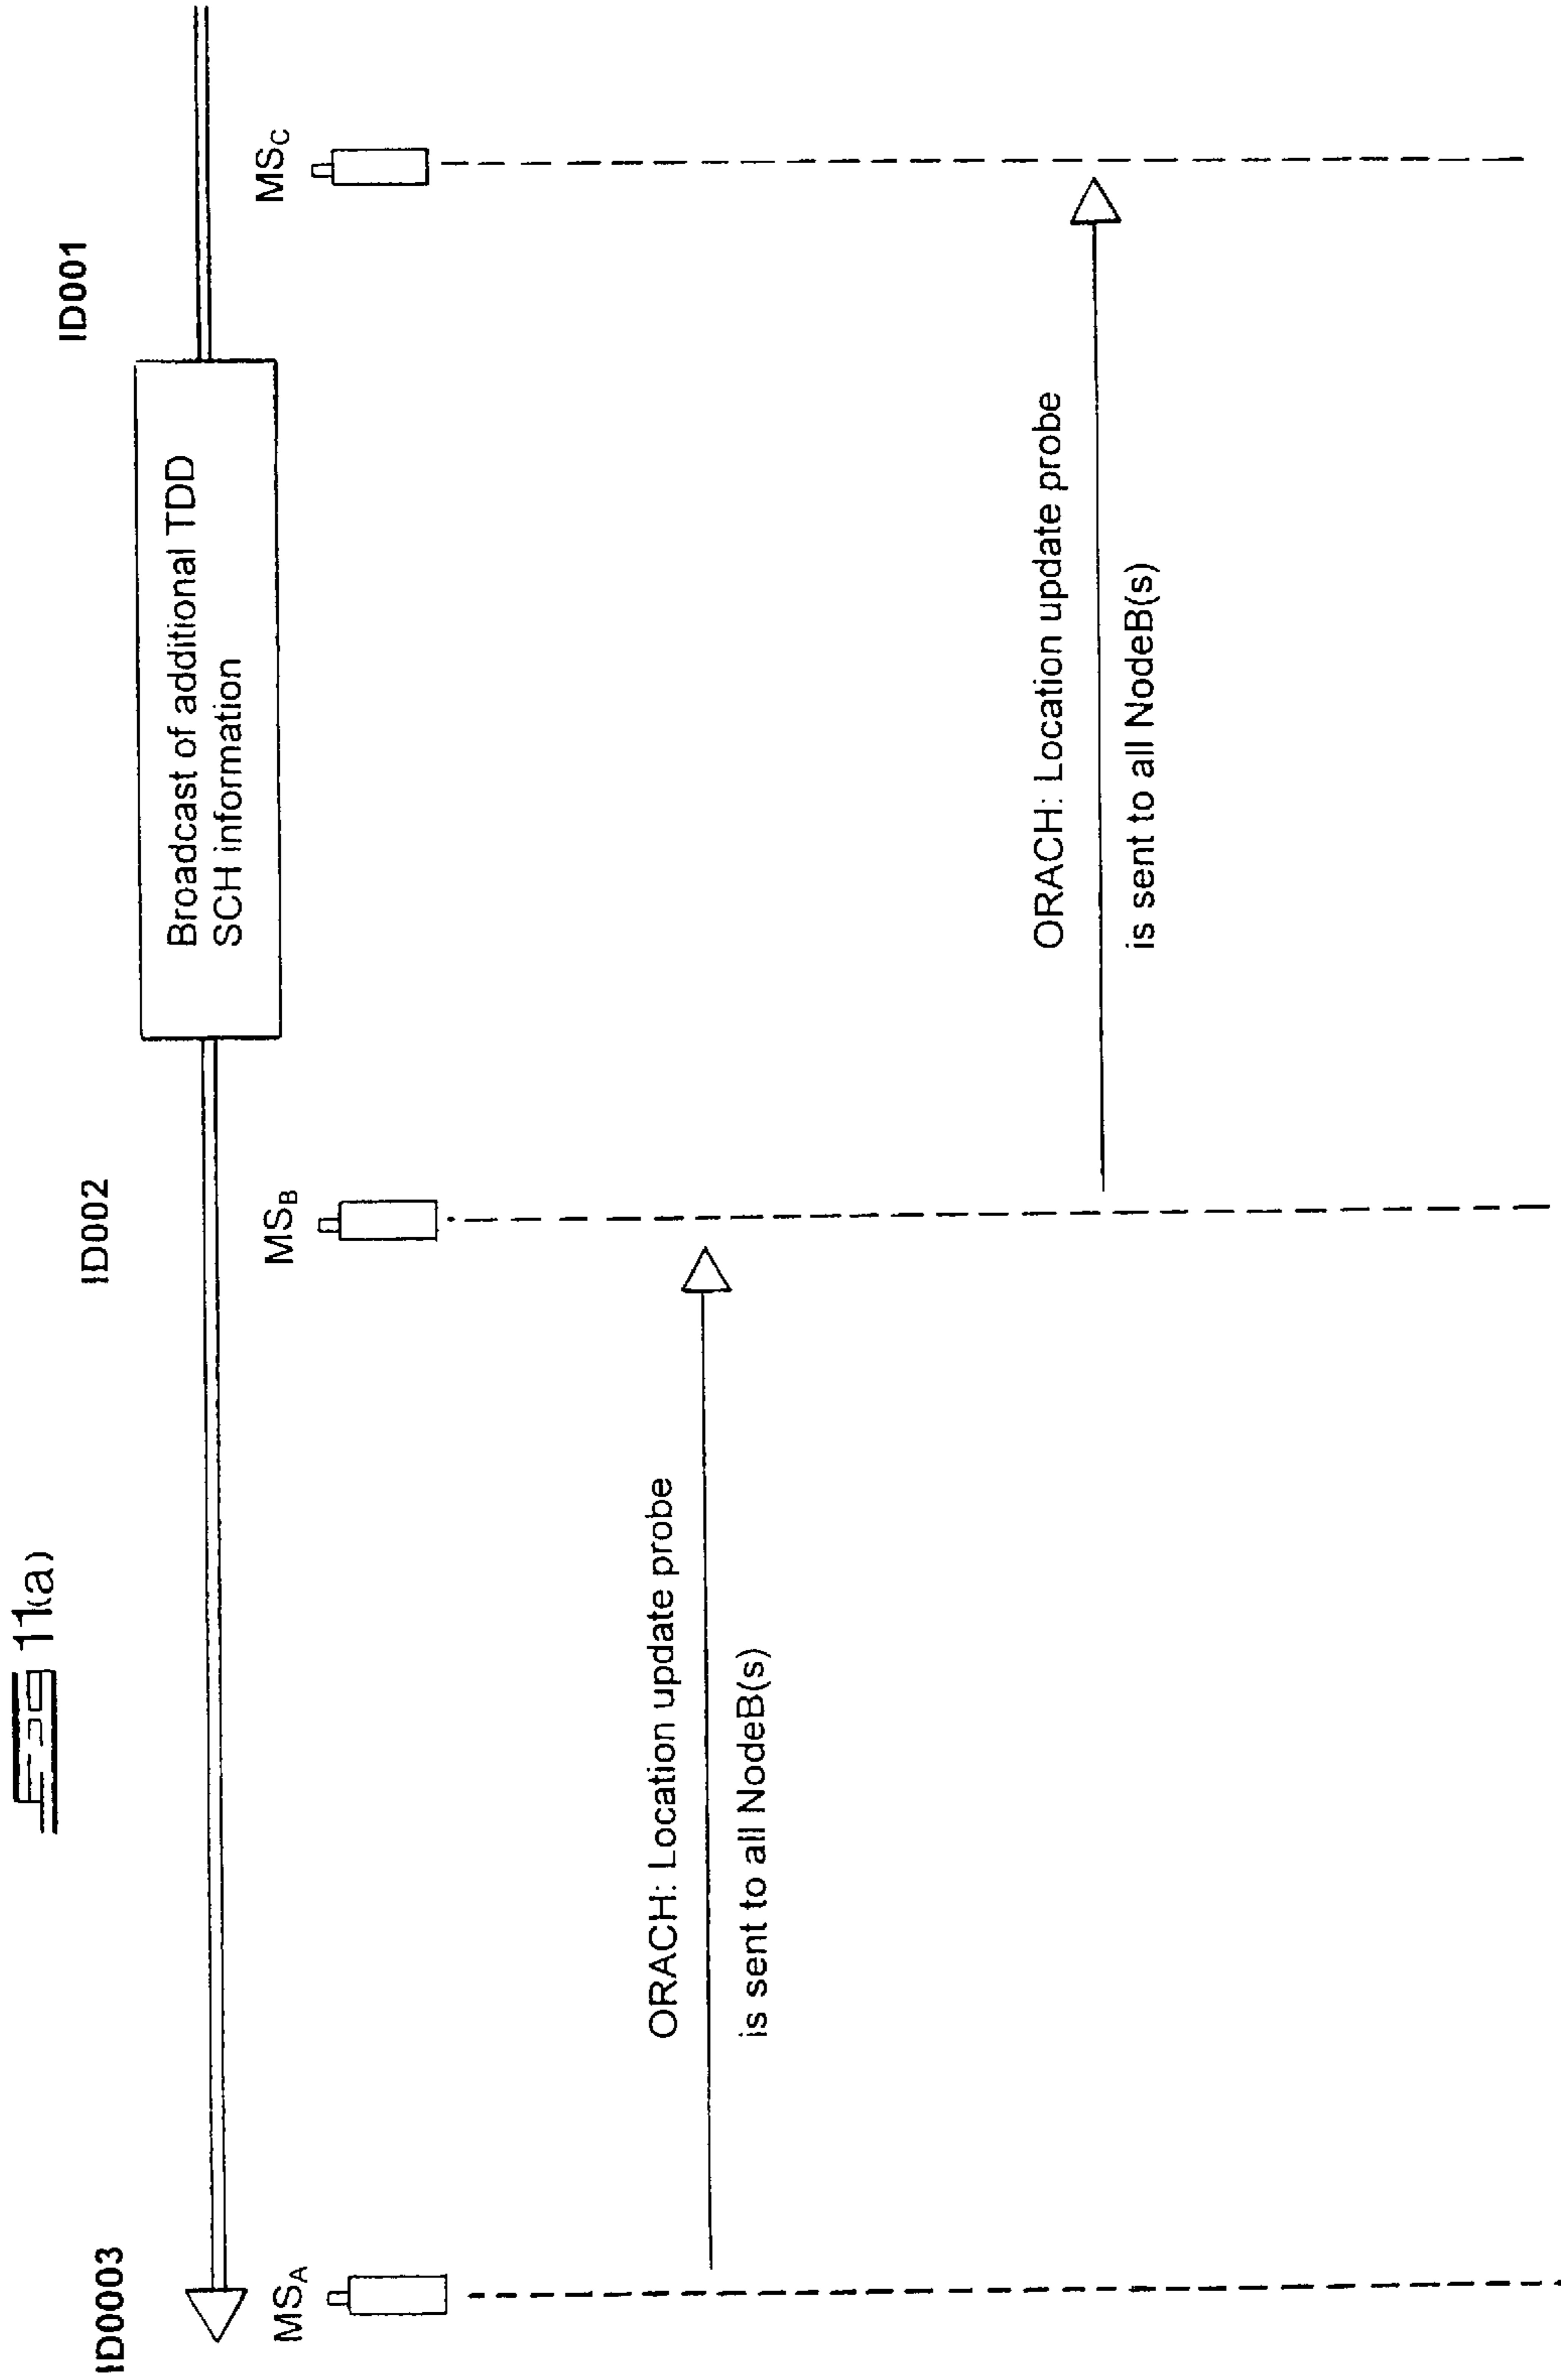 Fig 11(a)
ID0003
ID002
ID001
Broadcast of additional TDD
SCH information
MSA
MSB
MSC
ORACH: Location update probe
is sent to all NodeB(s)
ORACH: Location update probe
is sent to all NodeB(s)